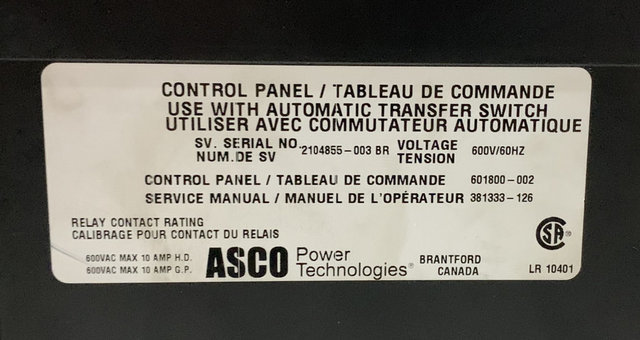 CONTROL PANEL / TABLEAU DE COMMANDE
USE WITH AUTOMATIC TRANSFER SWITCH
UTILISER AVEC COMMUTATEUR AUTOMATIQUE
SV. SERIAL NO. 2104855-003 BR VOLTAGE 600V/60HZ
NUM.DE SV TENSION
CONTROL PANEL / TABLEAU DE COMMANDE 601800-002
SERVICE MANUAL / MANUEL DE L'OPÉRATEUR 381333-126
RELAY CONTACT RATING
CALIBRAGE POUR CONTACT DU RELAIS
600VAC MAX 10 AMP H.D.
600VAC MAX 10 AMP G.P.
ASCO Power Technologies®
BRANTFORD
CANADA
SA ®
LR 10401